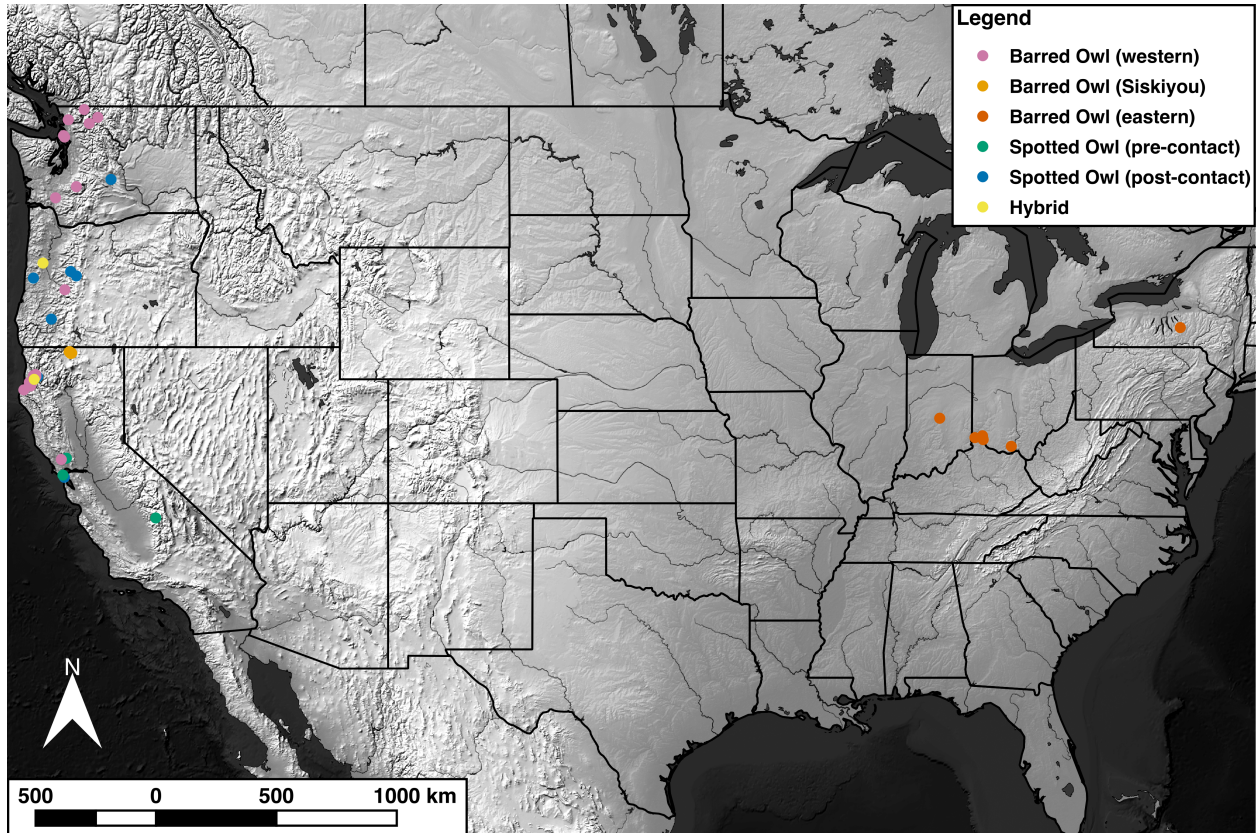 Legend
Barred Owl (western)
Barred Owl (Siskiyou)
Barred Owl (eastern)
Spotted Owl (pre-contact)
Spotted Owl (post-contact)
Hybrid
N
500 0 500 1000 km